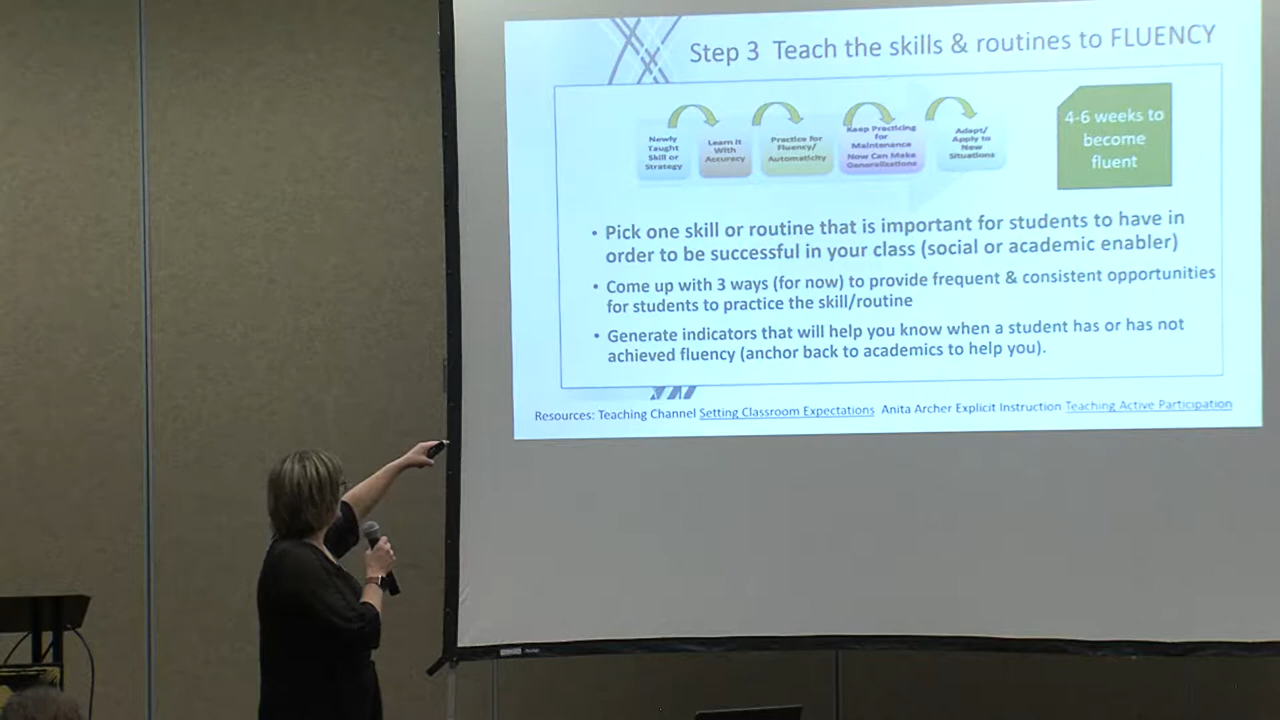 Step 3 Teach the skills & routines to FLUENCY
Newly
Taught
Skill or
Strategy
Learn It
With
Accuracy
Practice for
Fluency/
Automaticity
Keep Practicing
for
Maintenance
Now Can Make
Generalizations
Adapt/
Apply to
New
Situations
4-6 weeks to
become
fluent
• Pick one skill or routine that is important for students to have in
order to be successful in your class (social or academic enabler)
• Come up with 3 ways (for now) to provide frequent & consistent opportunities
for students to practice the skill/routine
• Generate indicators that will help you know when a student has or has not
achieved fluency (anchor back to academics to help you).
Resources: Teaching Channel Setting Classroom Expectations Anita Archer Explicit Instruction Teaching Active Participation